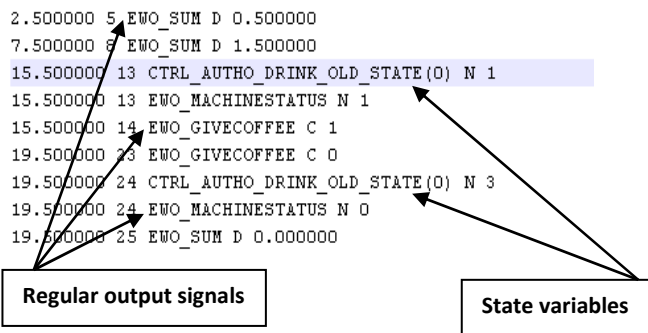 2.500000 5 EWO_SUM D 0.500000
7.500000 8 EWO_SUM D 1.500000
15.500000 13 CTRL_AUTHO_DRINK_OLD_STATE(0) N 1
15.500000 13 EWO_MACHINESTATUS N 1
15.500000 14 EWO_GIVECOFFEE C 1
19.500000 23 EWO_GIVECOFFEE C 0
19.500000 24 CTRL_AUTHO_DRINK_OLD_STATE(0) N 3
19.500000 24 EWO_MACHINESTATUS N 0
19.500000 25 EWO_SUM D 0.000000
Regular output signals
State variables